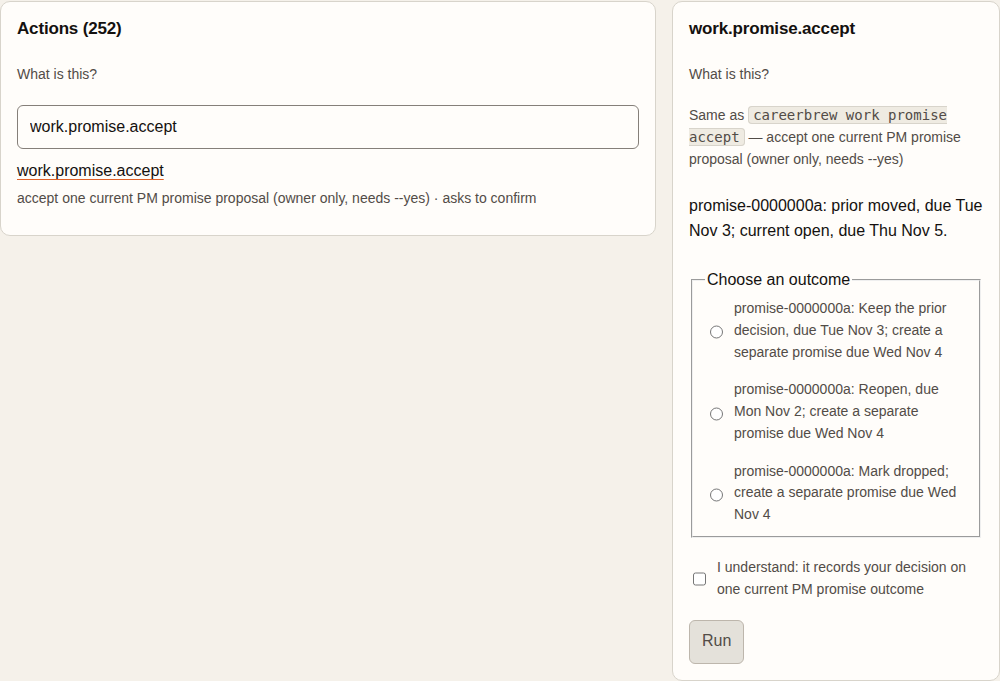 Actions (252)
What is this?
work.promise.accept
work.promise.accept
accept one current PM promise proposal (owner only, needs --yes) · asks to confirm
work.promise.accept
What is this?
Same as careerbrew work promise
accept — accept one current PM promise
proposal (owner only, needs --yes)
promise-0000000a: prior moved, due Tue
Nov 3; current open, due Thu Nov 5.
Choose an outcome
promise-0000000a: Keep the prior
decision, due Tue Nov 3; create a
separate promise due Wed Nov 4
promise-0000000a: Reopen, due
Mon Nov 2; create a separate
promise due Wed Nov 4
promise-0000000a: Mark dropped;
create a separate promise due Wed
Nov 4
I understand: it records your decision on
one current PM promise outcome
Run